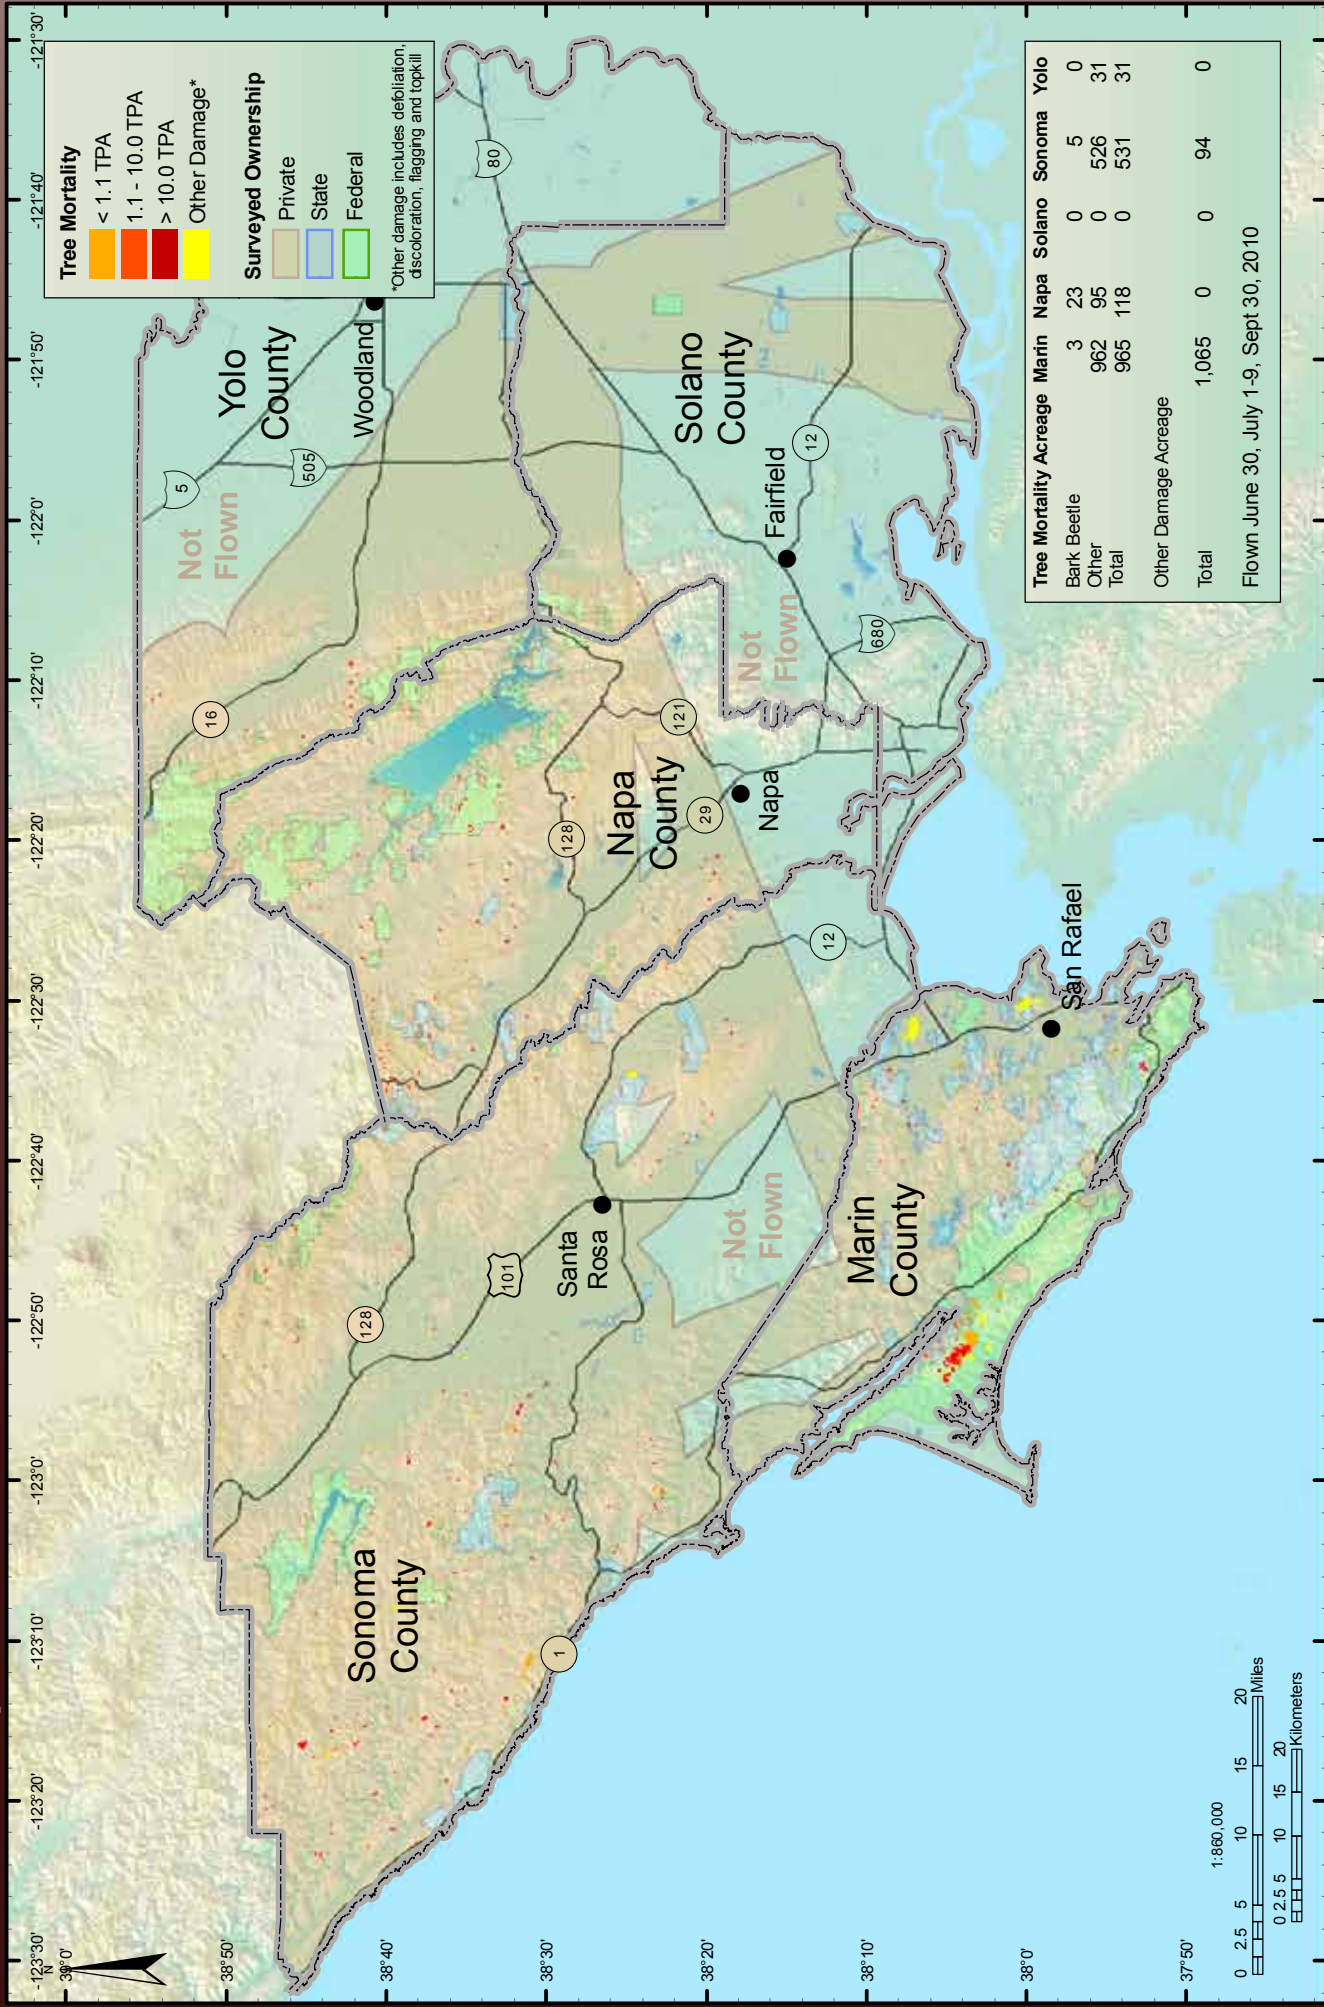 -123°30'
-123°20'
-123°10'
-123°0'
-122°50'
-122°40'
-122°30'
-122°20'
-122°10'
-122°0'
-121°50'
-121°40'
-121°30'
N
39°0'
38°50'
38°40'
38°30'
38°20'
38°10'
38°0'
37°50'
Tree Mortality
< 1.1 TPA
1.1 - 10.0 TPA
> 10.0 TPA
Other Damage*
Surveyed Ownership
Private
State
Federal
*Other damage includes defoliation,
discoloration, flagging and topkill
Yolo
County
Woodland
5
505
80
16
Not
Flown
Napa
County
Napa
128
121
29
Solano
County
Fairfield
12
680
Not
Flown
Sonoma
County
Santa
Rosa
128
101
1
12
Not
Flown
Marin
County
San Rafael
Tree Mortality Acreage Marin Napa Solano Sonoma Yolo
Bark Beetle 3 23 0 5 0
Other 962 95 0 526 31
Total 965 118 0 531 31
Other Damage Acreage
Total 1,065 0 0 94 0
Flown June 30, July 1-9, Sept 30, 2010
1:860,000
0 2.5 5 10 15 20
Miles
0 2.5 5 10 15 20
Kilometers